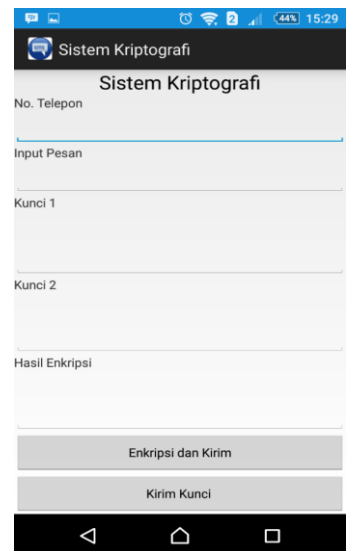 2 44% 15:29
Sistem Kriptografi
Sistem Kriptografi
No. Telepon
Input Pesan
Kunci 1
Kunci 2
Hasil Enkripsi
Enkripsi dan Kirim
Kirim Kunci